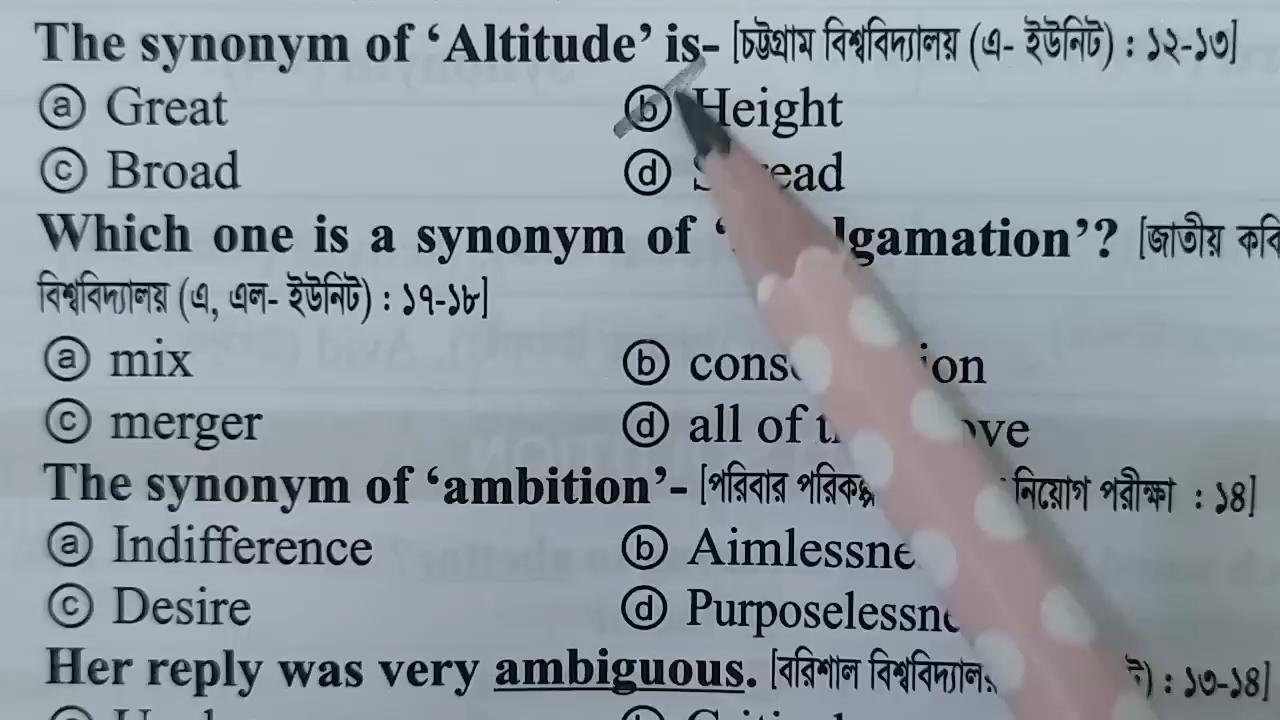 The synonym of ‘Altitude’ is- [চট্টগ্রাম বিশ্ববিদ্যালয় (এ- ইউনিট) : ১২-১৩]
ⓐ Great ⓑ Height
ⓒ Broad ⓓ
Which one is a synonym of [জাতীয় কবি
বিশ্ববিদ্যালয় (এ, এল- ইউনিট) : ১৭-১৮]
ⓐ mix ⓑ
ⓒ merger ⓓ all of
The synonym of ‘ambition’- [পরিবার নিয়োগ পরীক্ষা : ১৪]
ⓐ Indifference ⓑ
ⓒ Desire ⓓ
Her reply was very ambiguous. [বরিশাল : ১৩-১৪]